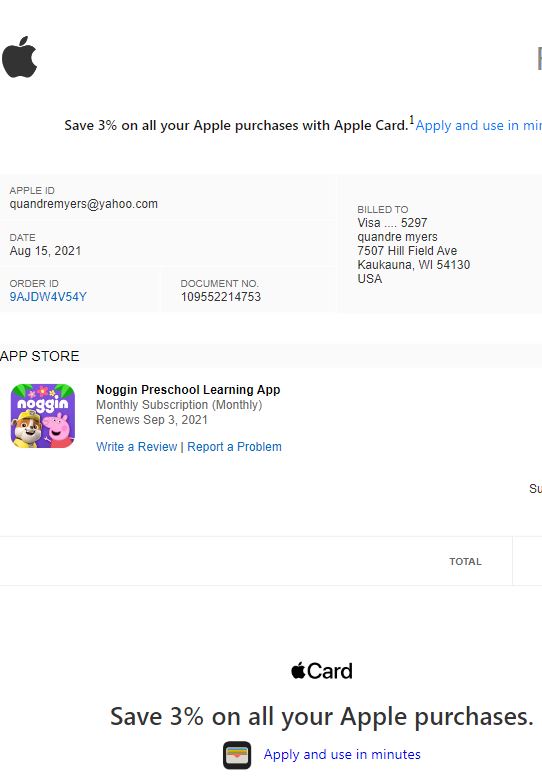 Save 3% on all your Apple purchases with Apple Card.1Apply and use in min
APPLE ID
quandremyers@yahoo.com
DATE
Aug 15, 2021
ORDER ID
9AJDW4V54Y
DOCUMENT NO.
109552214753
BILLED TO
Visa .... 5297
quandre myers
7507 Hill Field Ave
Kaukauna, WI 54130
USA
APP STORE
noggin
Noggin Preschool Learning App
Monthly Subscription (Monthly)
Renews Sep 3, 2021
Write a Review | Report a Problem
Su
TOTAL
Card
Save 3% on all your Apple purchases.
Apply and use in minutes